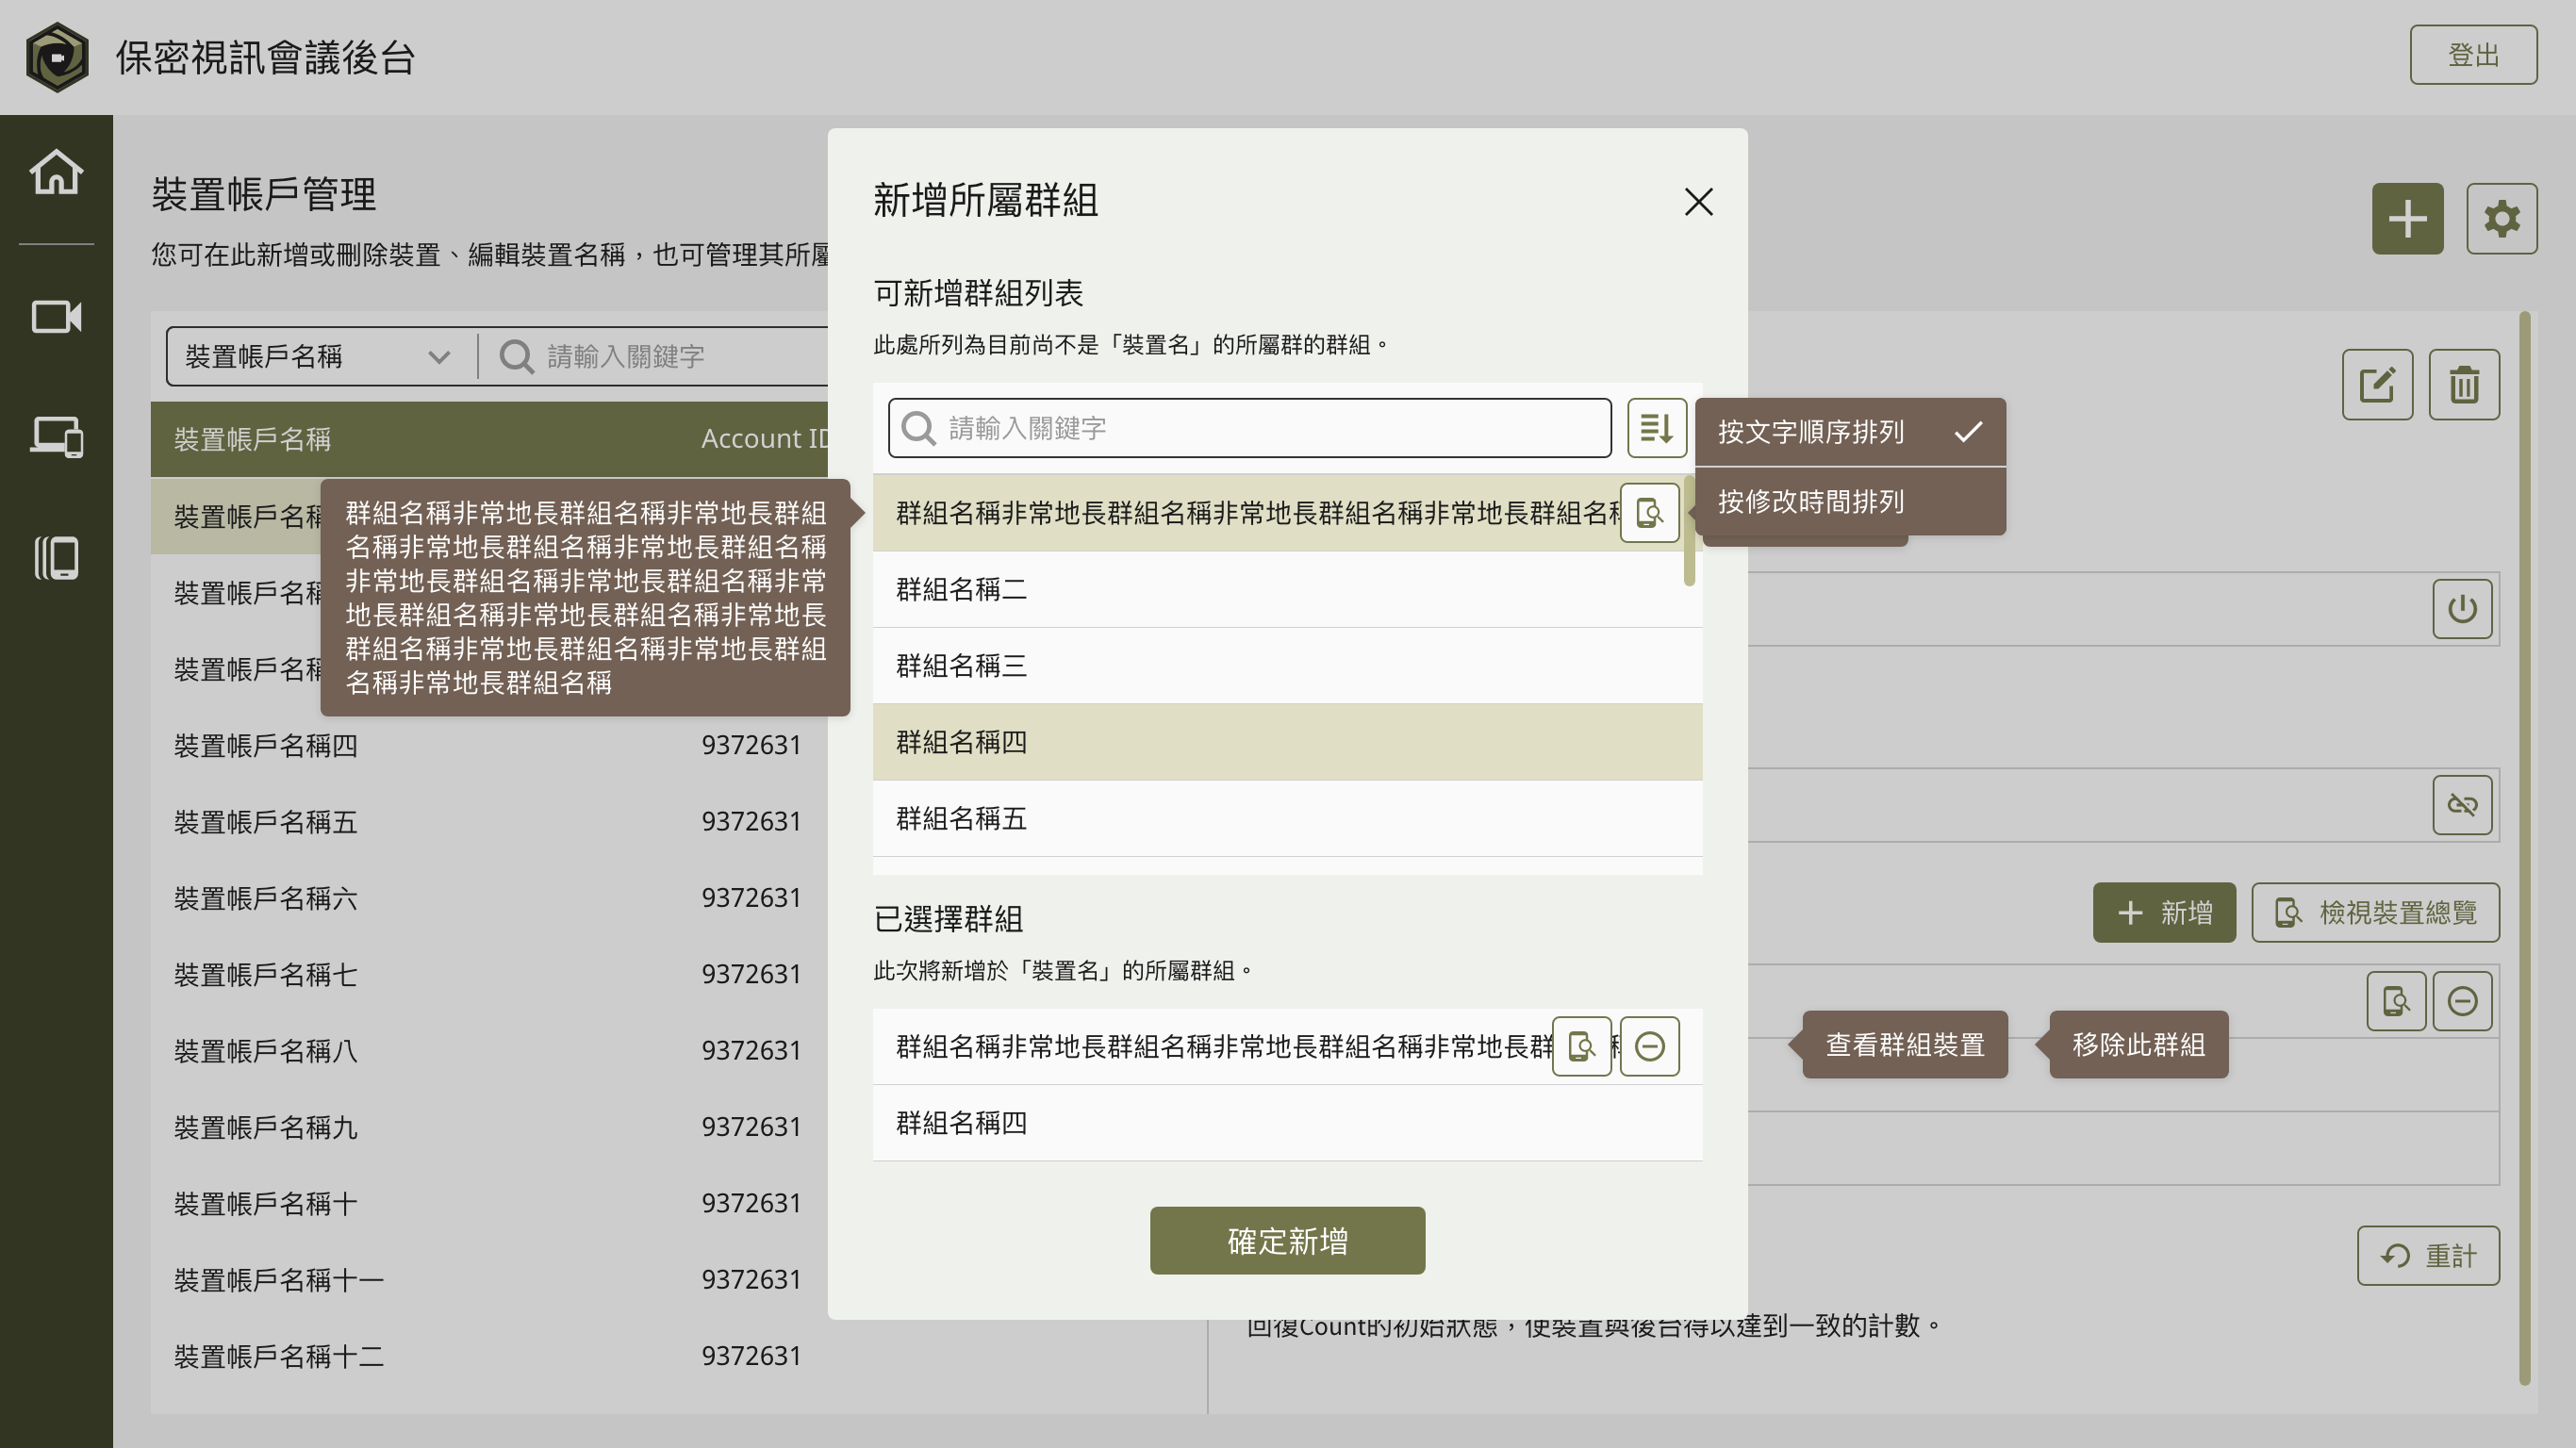 保密視訊會議後台
登出
裝置帳戶管理
您可在此新增或刪除裝置、編輯裝置名稱，也可管理其所屬
裝置帳戶名稱
請輸入關鍵字
裝置帳戶名稱
Account ID
裝置帳戶名稱
裝置帳戶名稱
裝置帳戶名稱
裝置帳戶名稱四
9372631
裝置帳戶名稱五
9372631
裝置帳戶名稱六
9372631
裝置帳戶名稱七
9372631
裝置帳戶名稱八
9372631
裝置帳戶名稱九
9372631
裝置帳戶名稱十
9372631
裝置帳戶名稱十一
9372631
裝置帳戶名稱十二
9372631
群組名稱非常地長群組名稱非常地長群組
名稱非常地長群組名稱非常地長群組名稱
非常地長群組名稱非常地長群組名稱非常
地長群組名稱非常地長群組名稱非常地長
群組名稱非常地長群組名稱非常地長群組
名稱非常地長群組名稱
新增所屬群組
可新增群組列表
此處所列為目前尚不是「裝置名」的所屬群的群組。
請輸入關鍵字
按文字順序排列
按修改時間排列
群組名稱非常地長群組名稱非常地長群組名稱非常地長群組名稱
群組名稱二
群組名稱三
群組名稱四
群組名稱五
已選擇群組
此次將新增於「裝置名」的所屬群組。
群組名稱非常地長群組名稱非常地長群組名稱非常地長群
群組名稱四
確定新增
新增
檢視裝置總覽
查看群組裝置
移除此群組
重計
回復Count的初始狀態，使裝置與後台得以達到一致的計數。